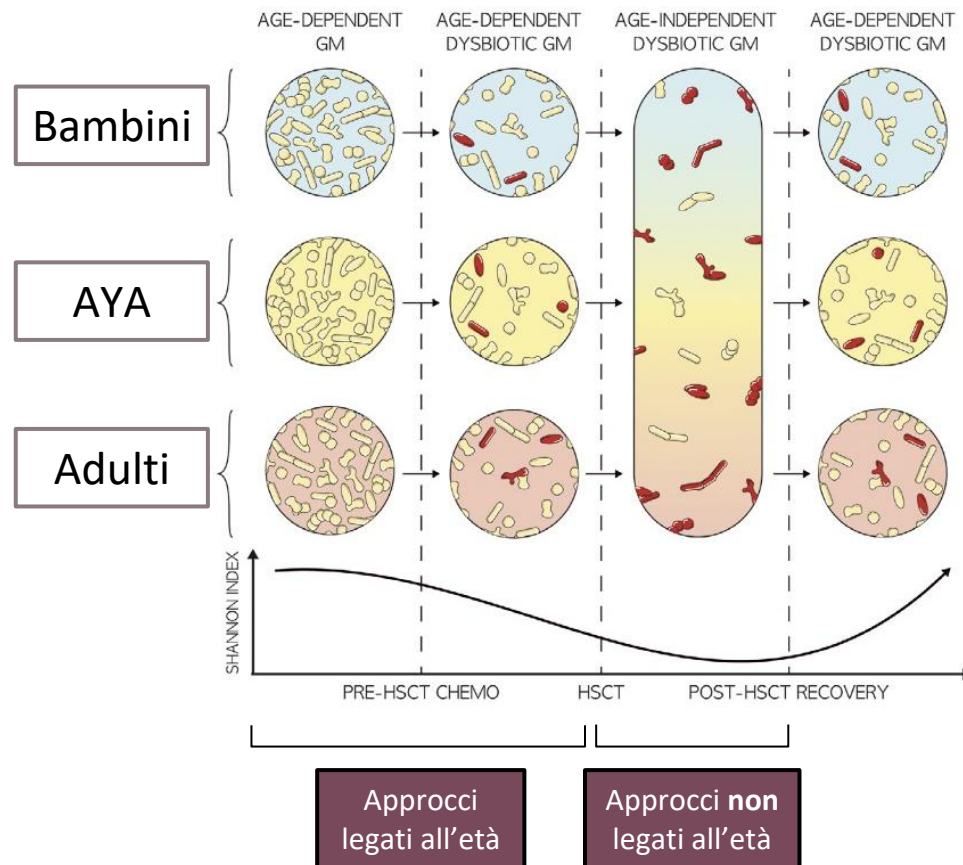 AGE-DEPENDENT
GM
AGE-DEPENDENT
DYSBIOTIC GM
AGE-INDEPENDENT
DYSBIOTIC GM
AGE-DEPENDENT
DYSBIOTIC GM
Bambini
AYA
Adulti
SHANNON INDEX
PRE-HSCT CHEMO
HSCT
POST-HSCT RECOVERY
Approcci
legati all'età
Approcci non
legati all'età